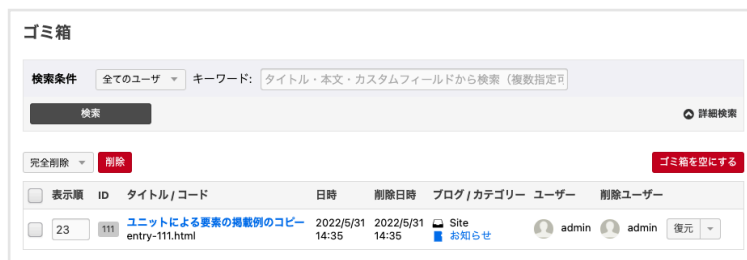 ゴミ箱
検索条件 全てのユーザ キーワード: タイトル・本文・カスタムフィールドから検索（複数指定可
検索 詳細検索
完全削除 削除 ゴミ箱を空にする
表示順 ID タイトル / コード 日時 削除日時 ブログ / カテゴリー ユーザー 削除ユーザー
23 111 ユニットによる要素の掲載例のコピー 2022/5/31 2022/5/31 Site admin admin 復元
entry-111.html 14:35 14:35 お知らせ